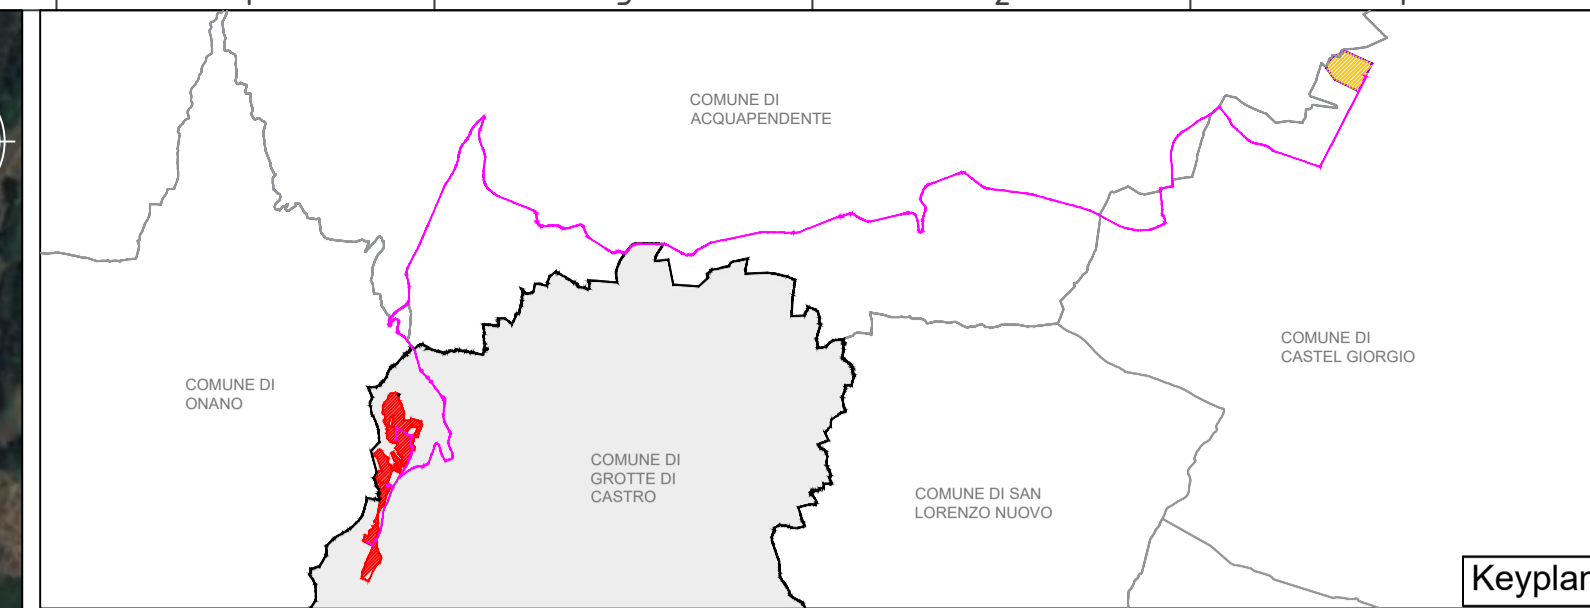 COMUNE DI
ACQUAPENDENTE
COMUNE DI
CASTEL GIORGIO
COMUNE DI
ONANO
COMUNE DI
GROTTE DI
CASTRO
COMUNE DI SAN
LORENZO NUOVO
Keyplan